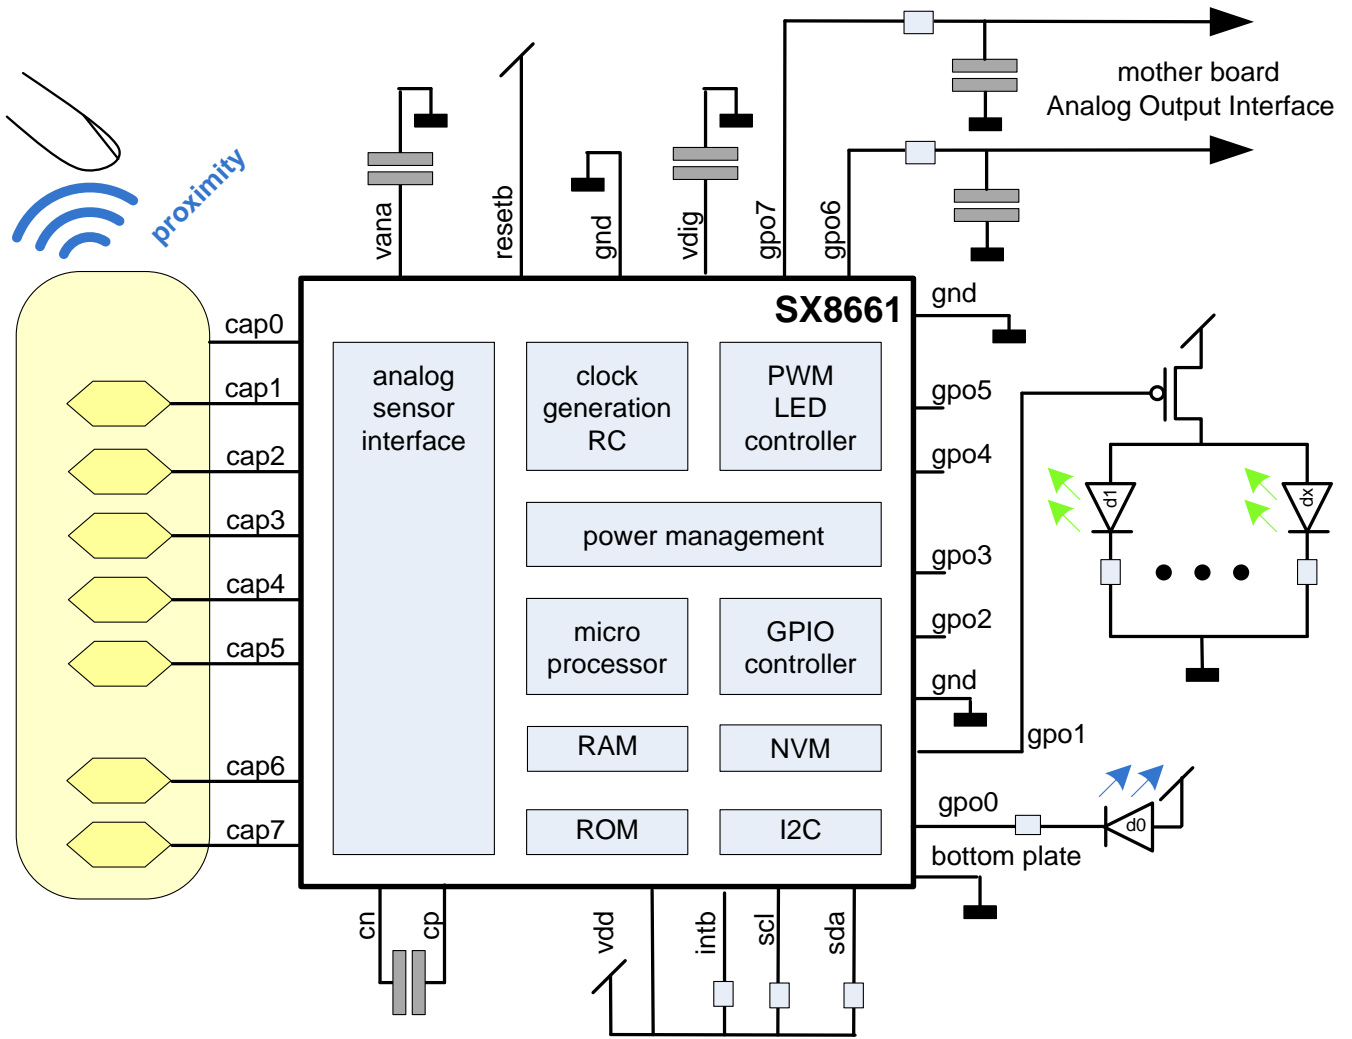 mother board
Analog Output Interface
proximity
vana
resetb
gnd
vdig
gpo7
gpo6
SX8661
gnd
cap0
cap1
cap2
cap3
cap4
cap5
cap6
cap7
analog
sensor
interface
clock
generation
RC
PWM
LED
controller
power management
micro
processor
GPIO
controller
RAM
NVM
ROM
I2C
gpo5
gpo4
gpo3
gpo2
gnd
gpo1
gpo0
bottom plate
d1
dx
d0
cn
cp
vdd
intb
scl
sda